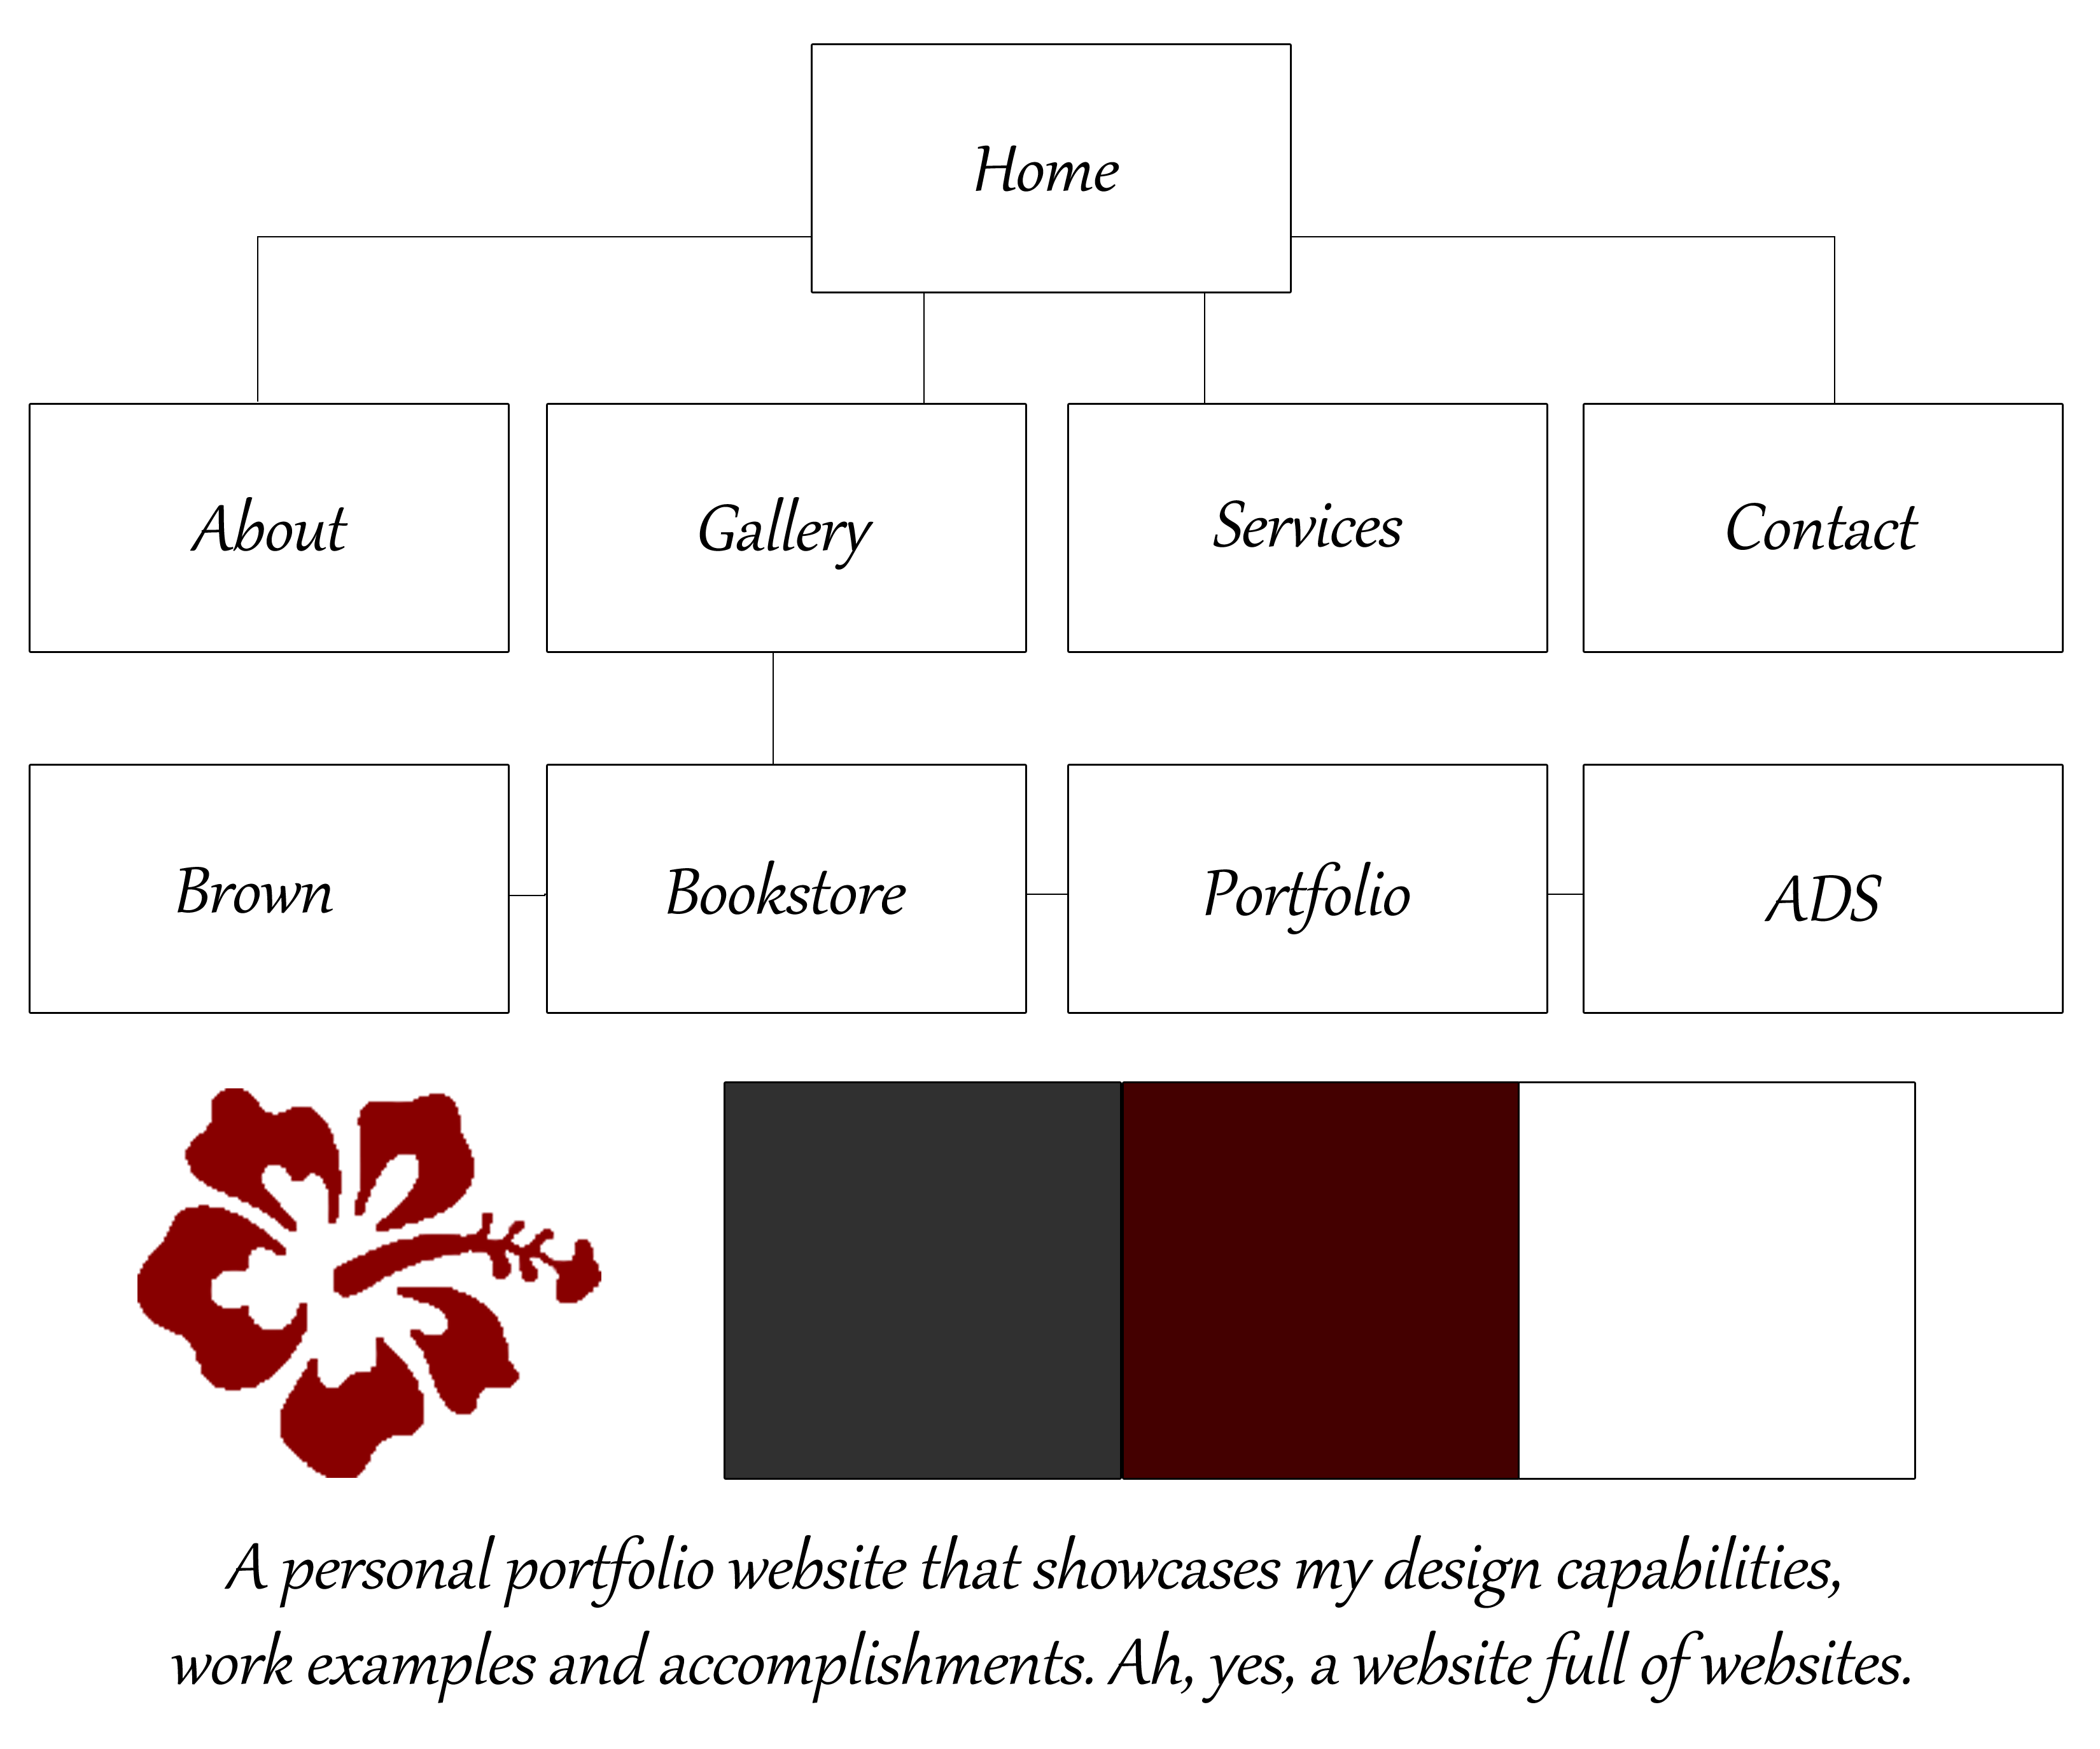 Home
About
Gallery
Services
Contact
Brown
Bookstore
Portfolio
ADS
A personal portfolio website that showcases my design capabilities,
work examples and accomplishments. Ah, yes, a website full of websites.